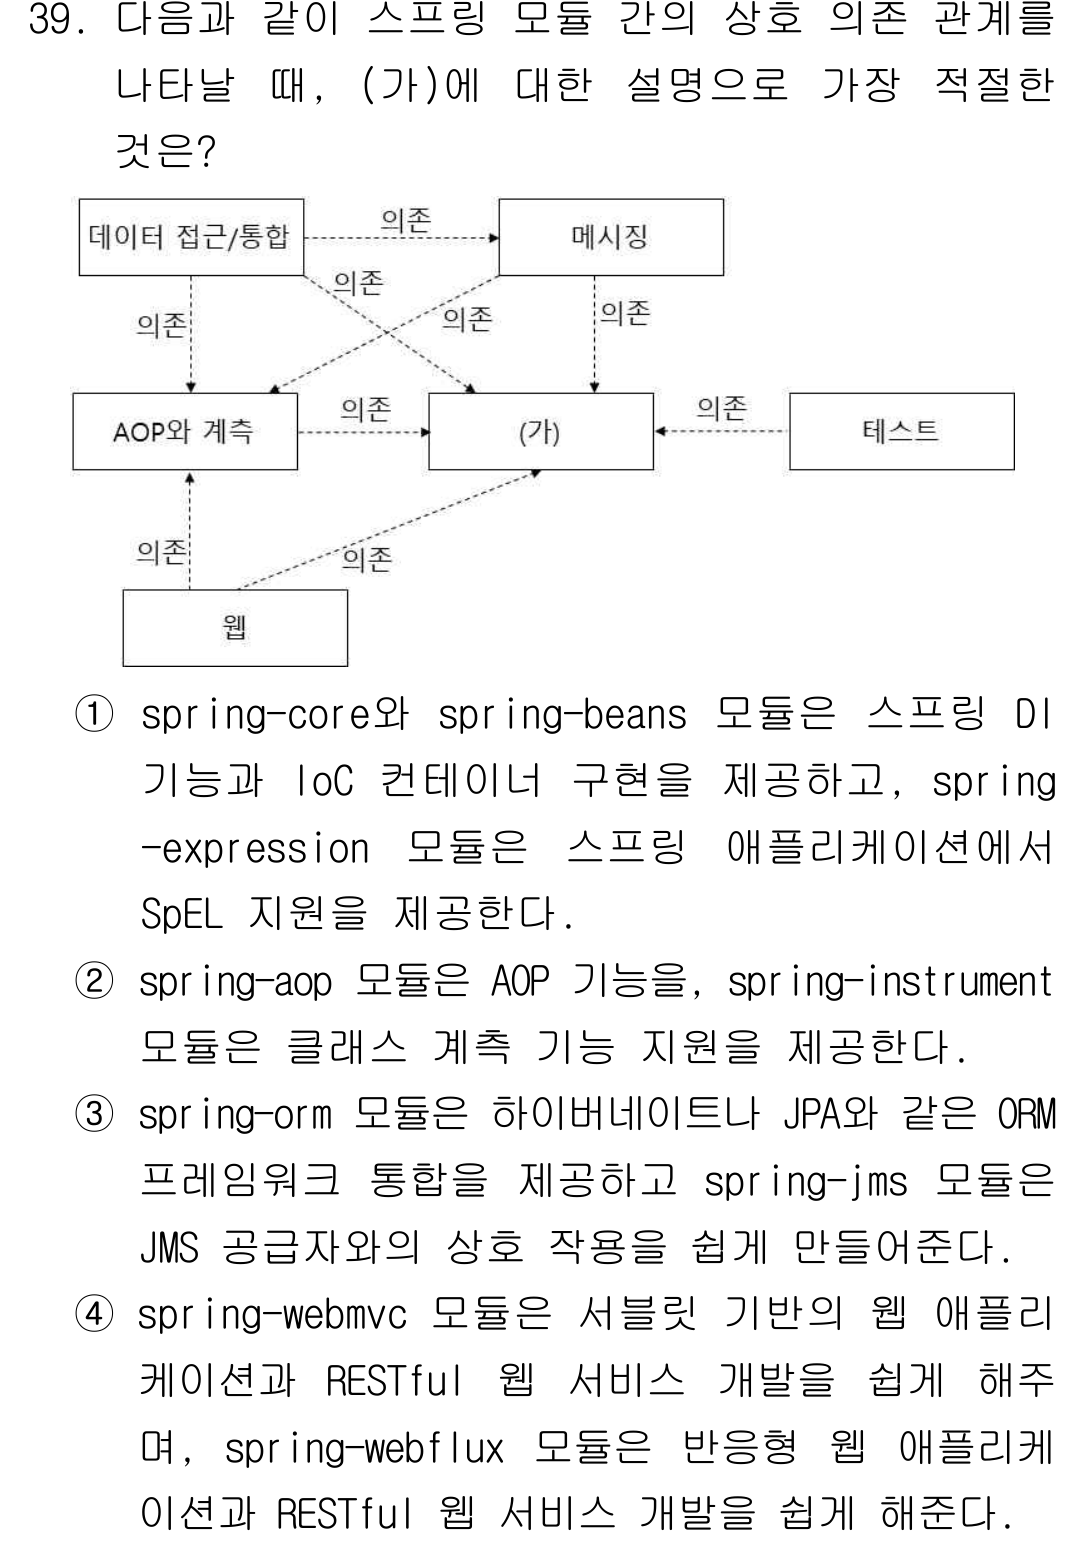 39. 다음과 같이 스프링 모듈 간의 상호 의존 관계를
나타날 때, (가)에 대한 설명으로 가장 적절한
것은?
데이터 접근/통합
의존
메시징
의존
의존
의존
의존
AOP와 계측
의존
(가)
의존
테스트
의존
의존
웹
① spring-core와 spring-beans 모듈은 스프링 DI
기능과 IoC 컨테이너 구현을 제공하고, spring
-expression 모듈은 스프링 애플리케이션에서
SpEL 지원을 제공한다.
② spring-aop 모듈은 AOP 기능을, spring-instrument
모듈은 클래스 계측 기능 지원을 제공한다.
③ spring-orm 모듈은 하이버네이트나 JPA와 같은 ORM
프레임워크 통합을 제공하고 spring-jms 모듈은
JMS 공급자와의 상호 작용을 쉽게 만들어준다.
④ spring-webmvc 모듈은 서블릿 기반의 웹 애플리
케이션과 RESTful 웹 서비스 개발을 쉽게 해주
며, spring-webflux 모듈은 반응형 웹 애플리케
이션과 RESTful 웹 서비스 개발을 쉽게 해준다.